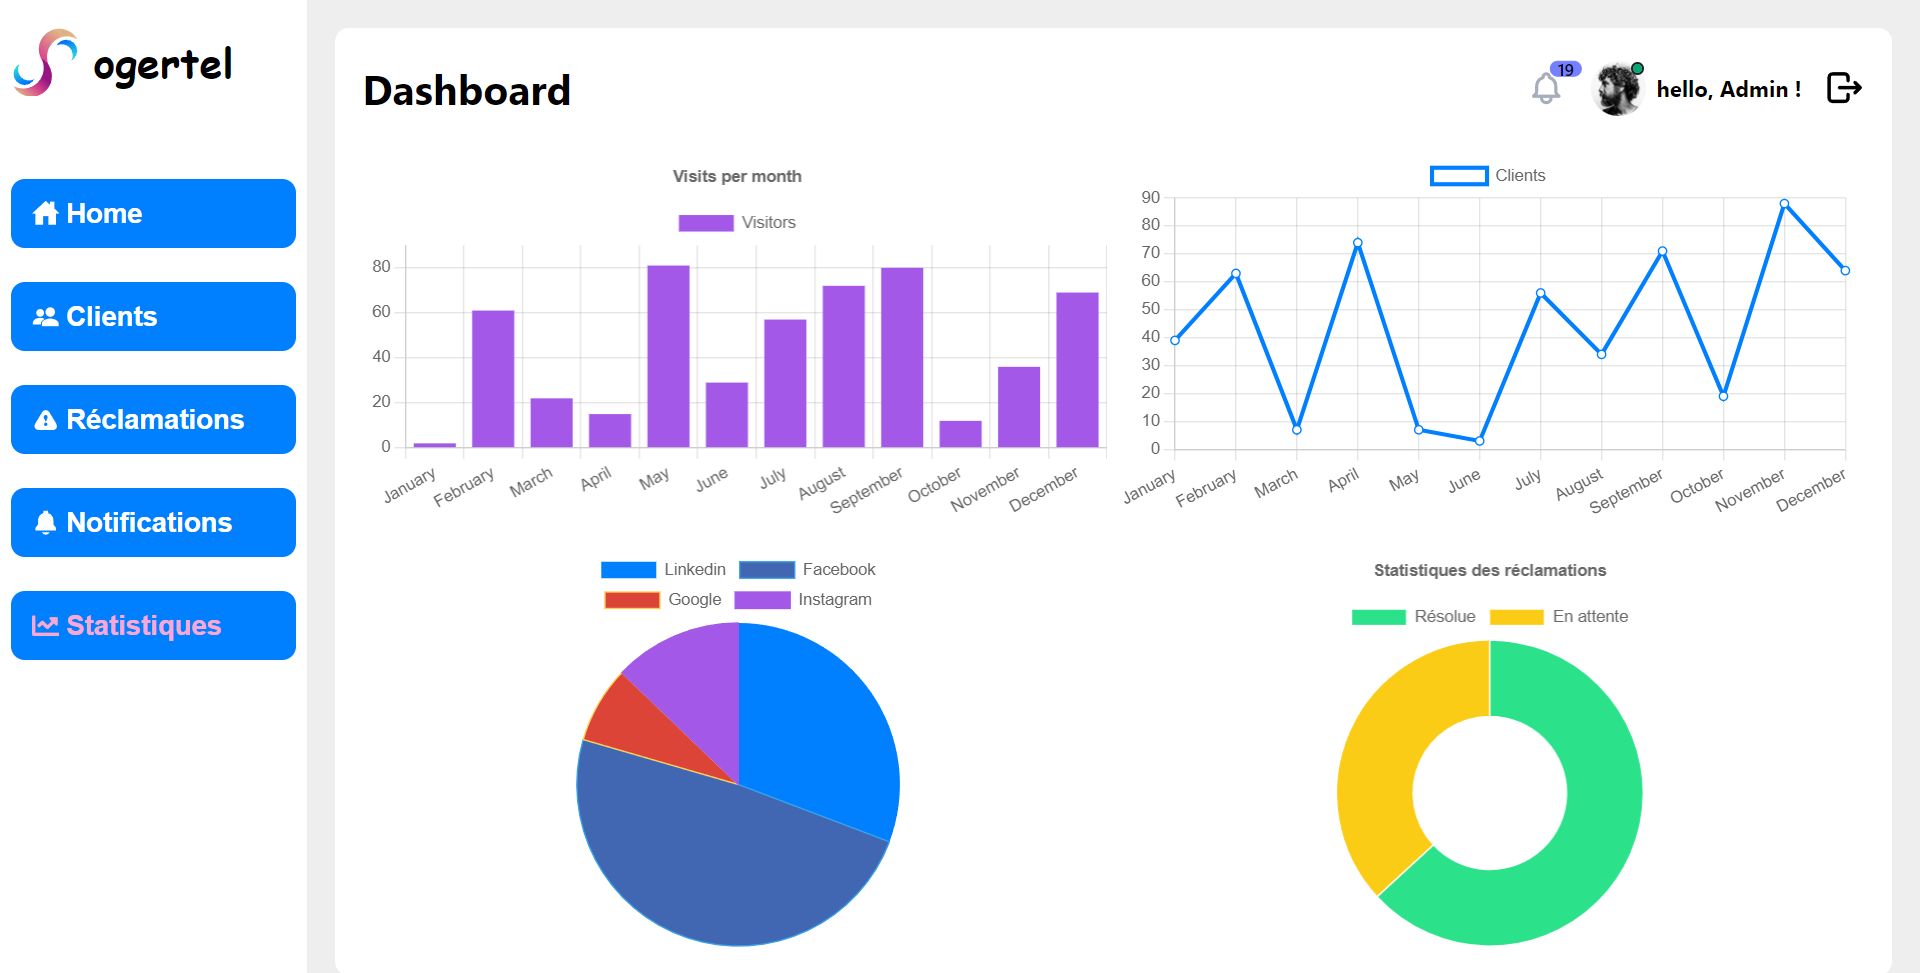 ogertel
Home
Clients
Réclamations
Notifications
Statistiques
Dashboard
19
hello, Admin !
Visits per month
Visitors
80
60
40
20
0
January February March April May June July August September October November December
Clients
90
80
70
60
50
40
30
20
10
0
January February March April May June July August September October November December
Linkedin Facebook
Google Instagram
Statistiques des réclamations
Résolue En attente